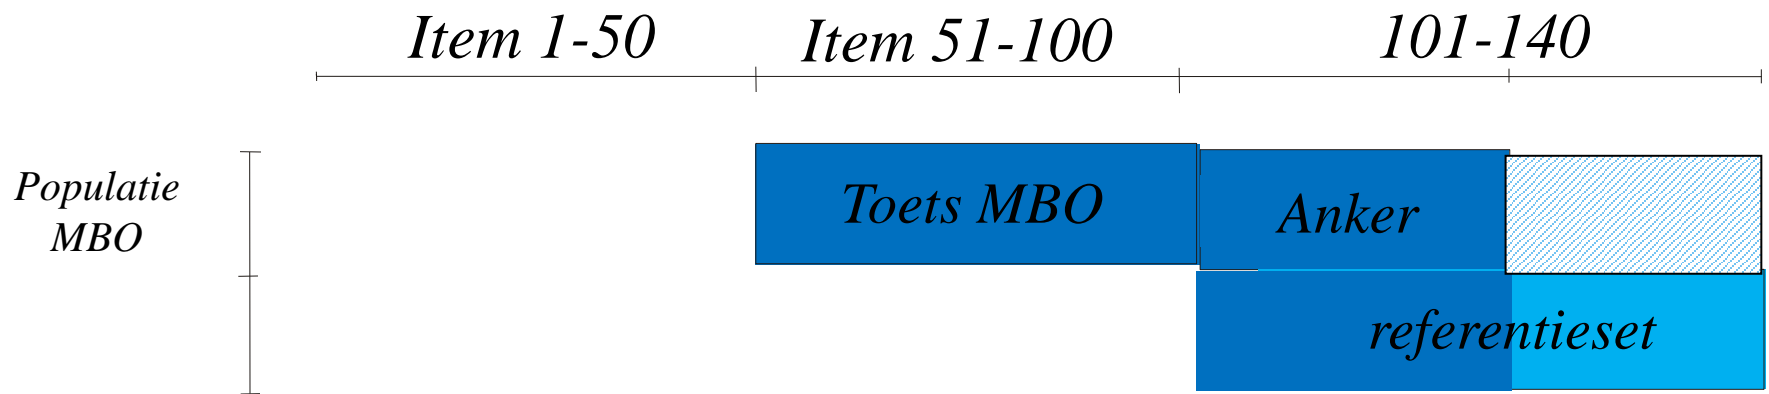 Item 1-50
Item 51-100
101-140
Populatie
MBO
Toets MBO
Anker
referentieset